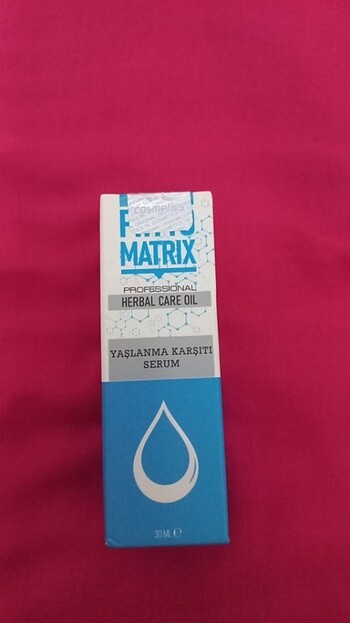 cosmetics
MATRIX
PROFESSIONAL
HERBAL CARE OIL
YAŞLANMA KARŞITI
SERUM
30 ML ℮